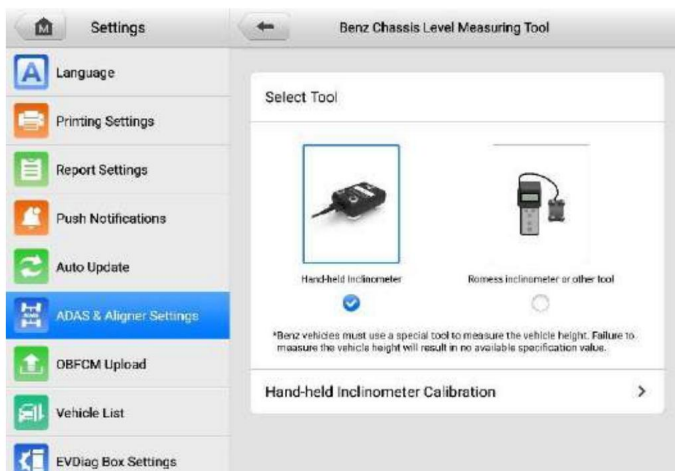 Settings
Benz Chassis Level Measuring Tool
Language
Printing Settings
Report Settings
Push Notifications
Auto Update
ADAS & Aligner Settings
OBFCM Upload
Vehicle List
EVDiag Box Settings
Select Tool
Hand-held Inclinometer
Romess inclinometer or other tool
*Benz vehicles must use a special tool to measure the vehicle height. Failure to
measure the vehicle height will result in no available specification value.
Hand-held Inclinometer Calibration